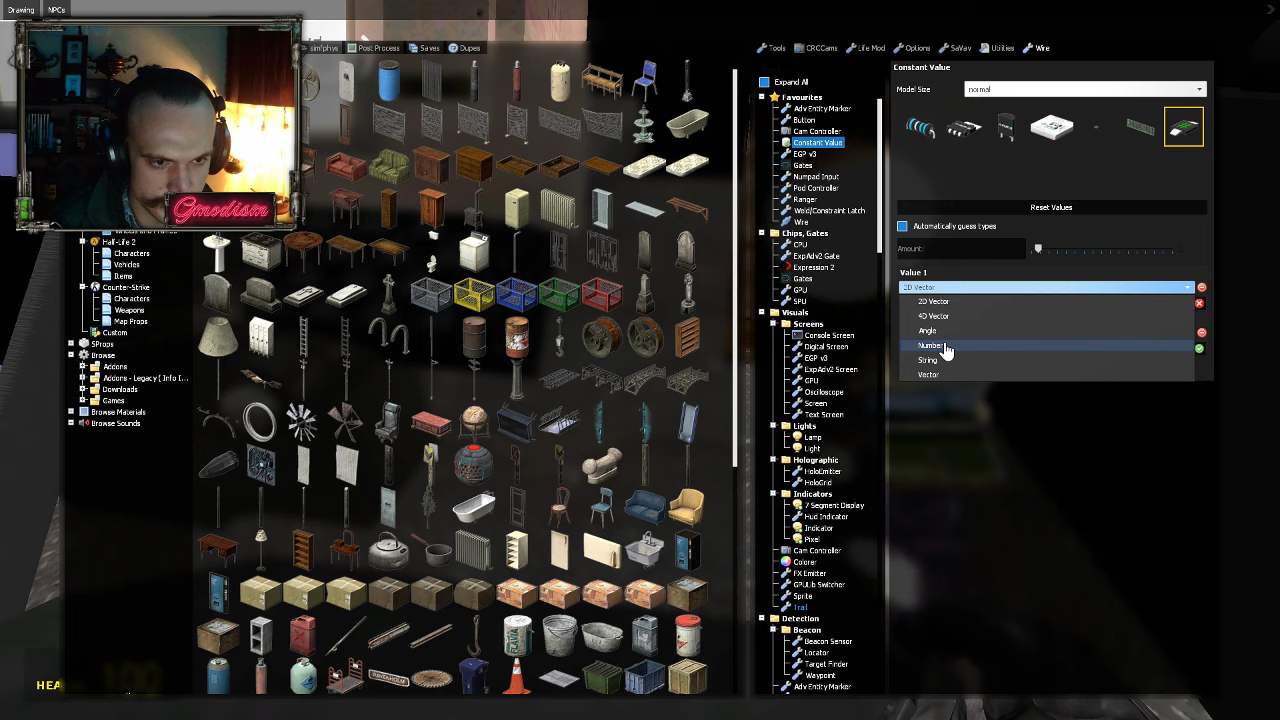 Drawing
NPCs
simfphys
Post Process
Saves
Dupes
Tools
CRCCams
Life Mod
Options
SaVav
Utilities
Wire
Gmodism
Half-Life 2
Characters
Vehicles
Items
Counter-Strike
Characters
Weapons
Map Props
Custom
SProps
Browse
Addons
Addons - Legacy ( Info I...
Downloads
Games
Browse Materials
Browse Sounds
Expand All
Favourites
Adv Entity Marker
Button
Cam Controller
Constant Value
EGP v3
Gates
Numpad Input
Pod Controller
Ranger
Weld/Constraint Latch
Wire
Chips, Gates
CPU
ExpAdv2 Gate
Expression 2
Gates
GPU
SPU
Visuals
Screens
Console Screen
Digital Screen
EGP v3
ExpAdv2 Screen
GPU
Oscilloscope
Screen
Text Screen
Lights
Lamp
Light
Holographic
HoloEmitter
HoloGrid
Indicators
7 Segment Display
Hud Indicator
Indicator
Pixel
Cam Controller
Colorer
FX Emitter
GPULib Switcher
Sprite
Trail
Detection
Beacon
Beacon Sensor
Locator
Target Finder
Waypoint
Adv Entity Marker
Constant Value
Model Size
normal
Reset Values
Automatically guess types
Amount:
Value 1
2D Vector
2D Vector
4D Vector
Angle
Number
String
Vector
HEA